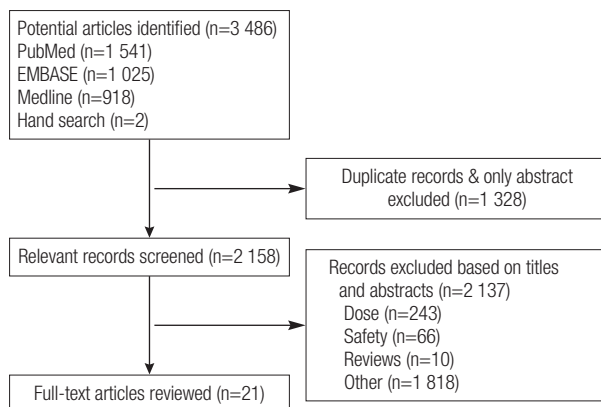 Potential articles identified (n=3 486)
PubMed (n=1 541)
EMBASE (n=1 025)
Medline (n=918)
Hand search (n=2)
Duplicate records & only abstract
excluded (n=1 328)
Relevant records screened (n=2 158)
Records excluded based on titles
and abstracts (n=2 137)
Dose (n=243)
Safety (n=66)
Reviews (n=10)
Other (n=1 818)
Full-text articles reviewed (n=21)